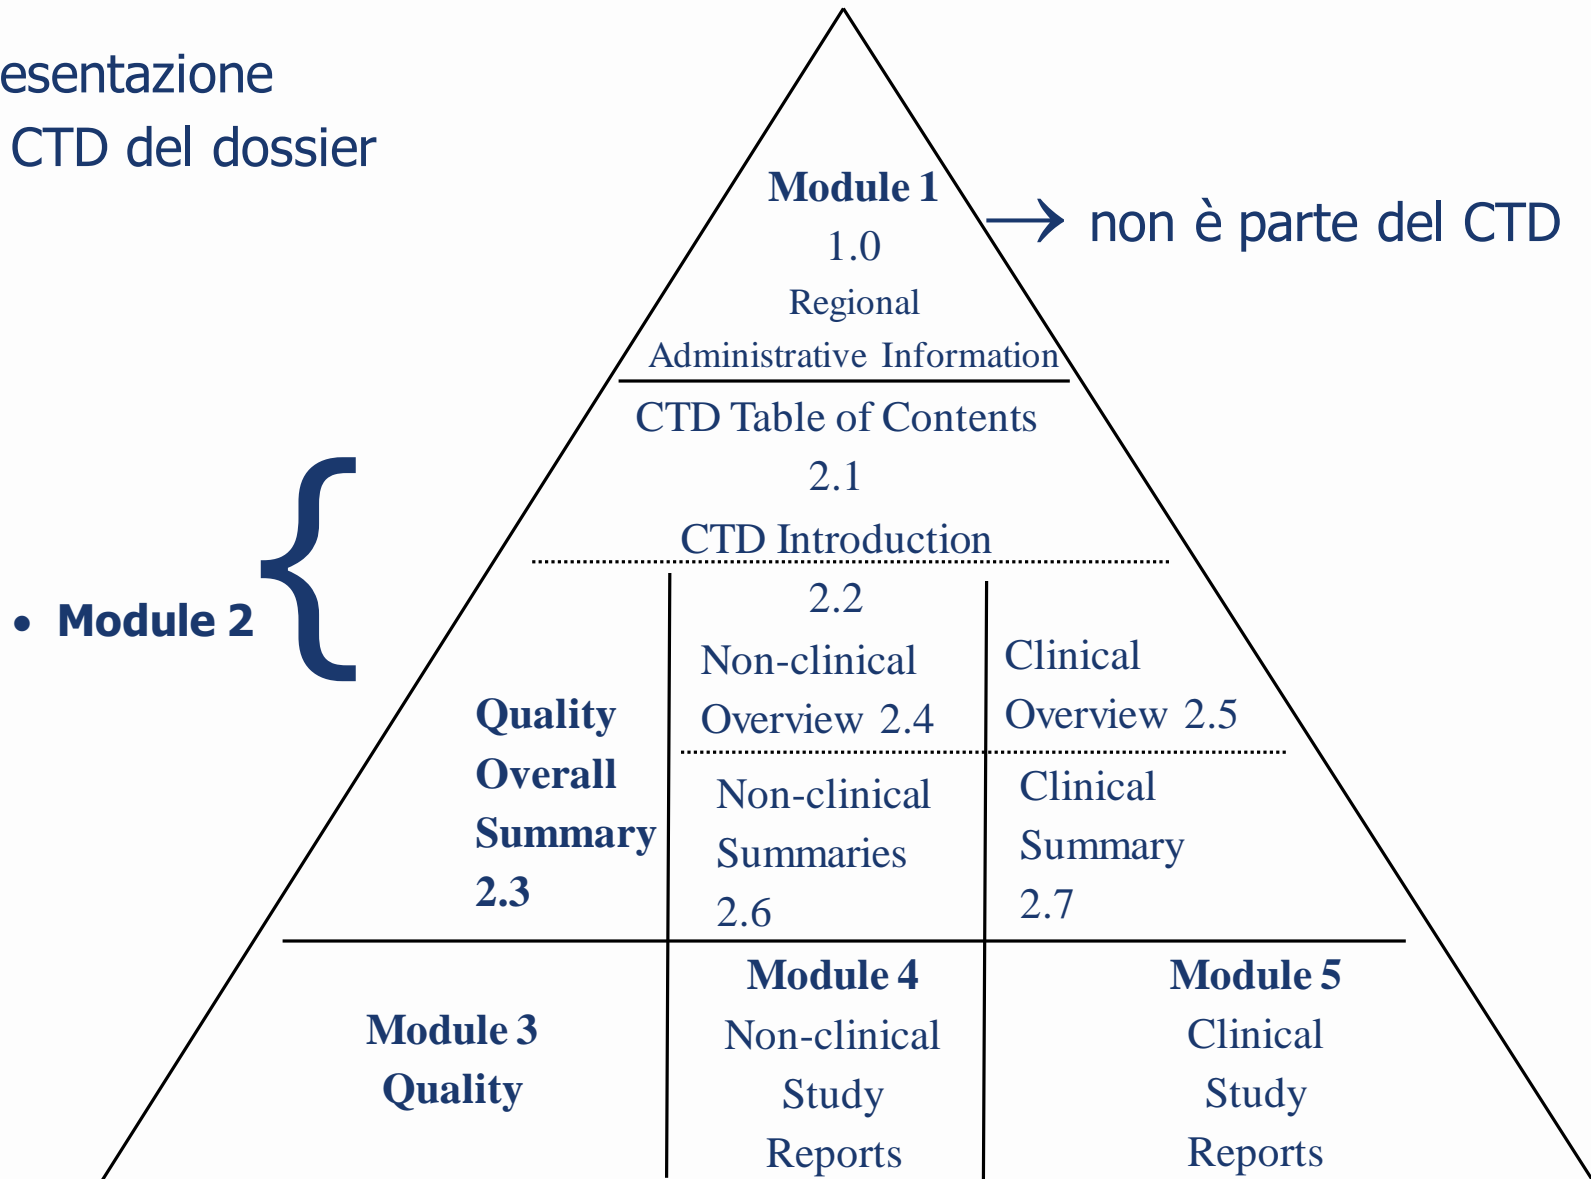 esentazione
CTD del dossier
Module 1
1.0
Regional
Administrative Information
→ non è parte del CTD
CTD Table of Contents
2.1
CTD Introduction
2.2
• Module 2
{
Quality
Overall
Summary
2.3
Non-clinical
Overview 2.4
Clinical
Overview 2.5
Non-clinical
Summaries
2.6
Clinical
Summary
2.7
Module 3
Quality
Module 4
Non-clinical
Study
Reports
Module 5
Clinical
Study
Reports